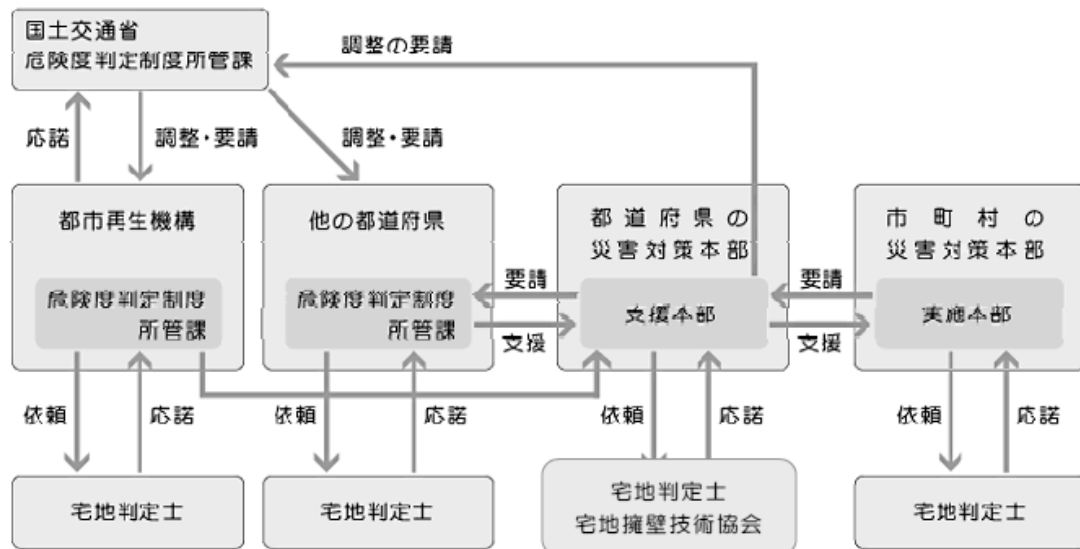 国土交通省
危険度判定制度所管課
調整の要請
応諾
調整・要請
調整・要請
都市再生機構
他の都道府県
都道府県の
災害対策本部
市町村の
災害対策本部
危険度判定制度
所管課
危険度判定制度
所管課
要請
支援
支援本部
要請
支援
実施本部
依頼
応諾
依頼
応諾
依頼
応諾
依頼
応諾
宅地判定士
宅地判定士
宅地判定士
宅地擁壁技術協会
宅地判定士